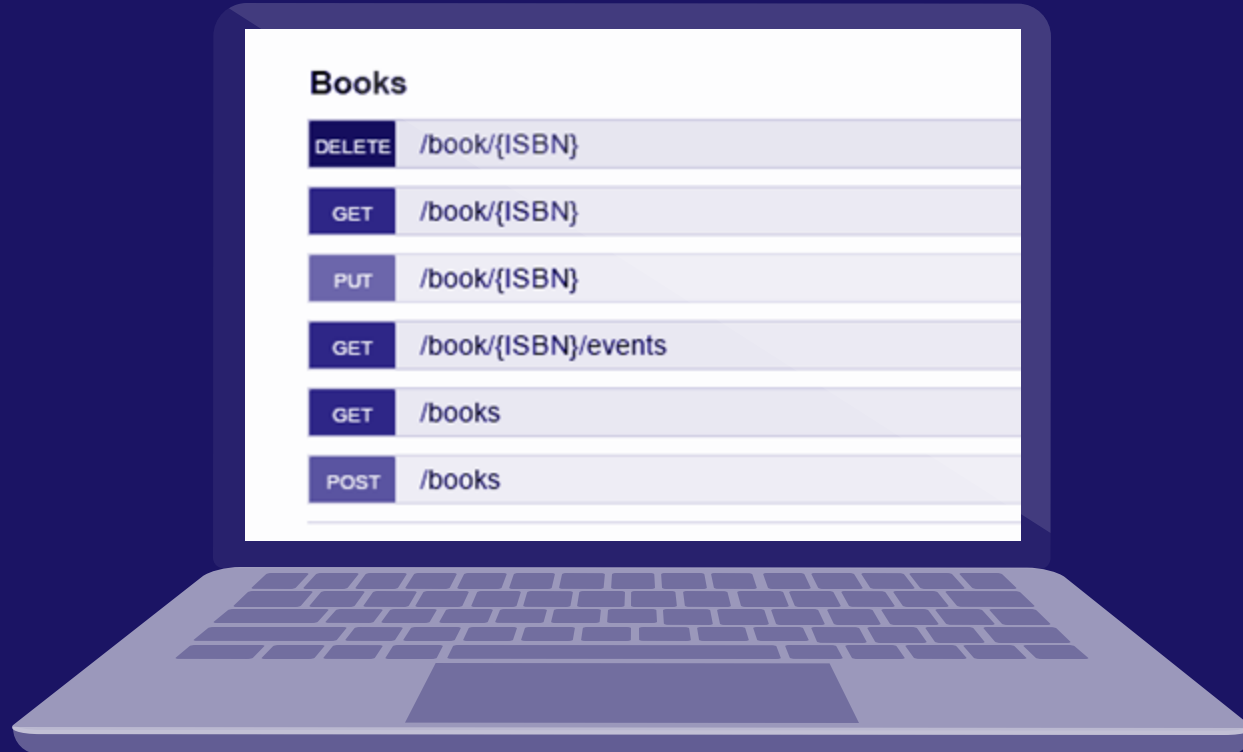 Books
DELETE /book/{ISBN}
GET /book/{ISBN}
PUT /book/{ISBN}
GET /book/{ISBN}/events
GET /books
POST /books